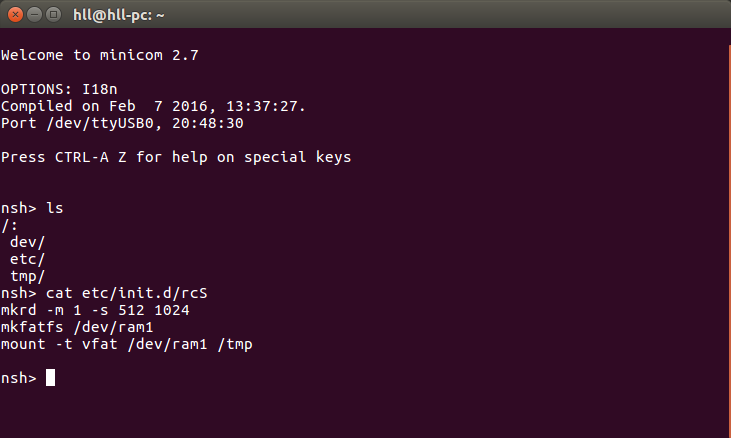 hll@hll-pc: ~
Welcome to minicom 2.7
OPTIONS: I18n
Compiled on Feb  7 2016, 13:37:27.
Port /dev/ttyUSB0, 20:48:30
Press CTRL-A Z for help on special keys
nsh> ls
/:
 dev/
 etc/
 tmp/
nsh> cat etc/init.d/rcS
mkrd -m 1 -s 512 1024
mkfatfs /dev/ram1
mount -t vfat /dev/ram1 /tmp
nsh>